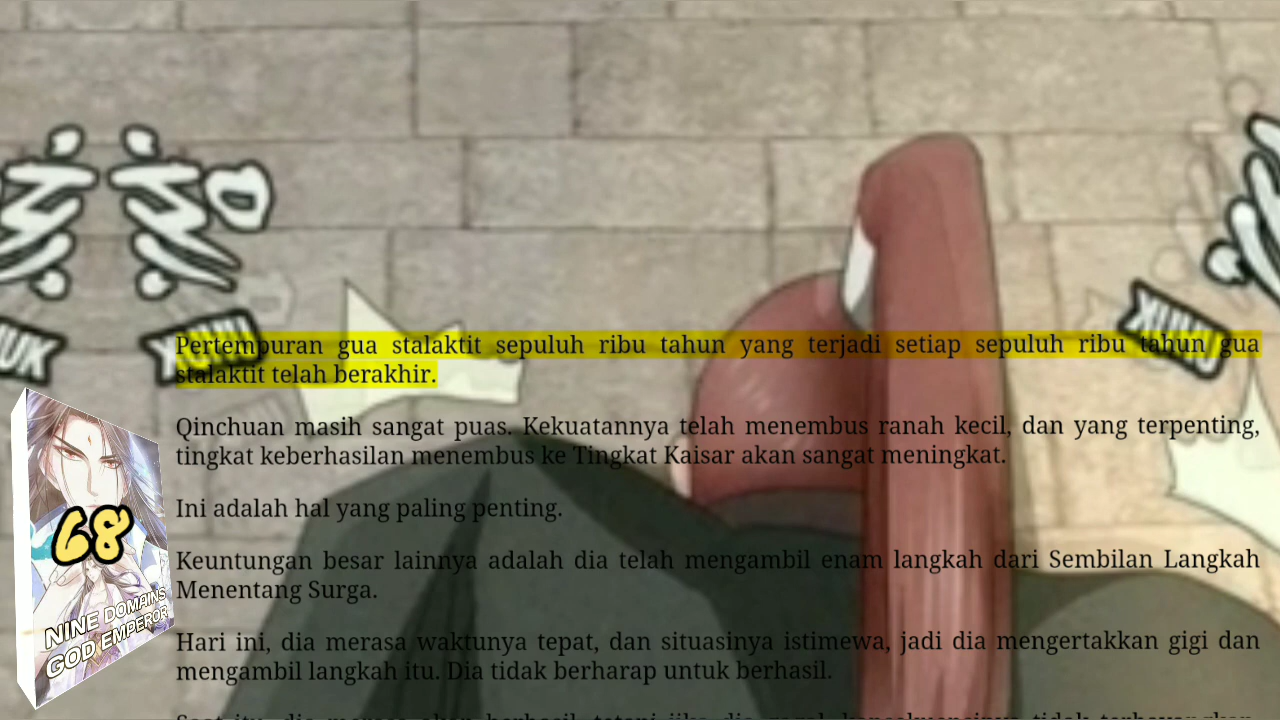 Pertempuran gua stalaktit sepuluh ribu tahun yang terjadi setiap sepuluh ribu tahun gua
stalaktit telah berakhir.
Qinchuan masih sangat puas. Kekuatannya telah menembus ranah kecil, dan yang terpenting,
tingkat keberhasilan menembus ke Tingkat Kaisar akan sangat meningkat.
Ini adalah hal yang paling penting.
Keuntungan besar lainnya adalah dia telah mengambil enam langkah dari Sembilan Langkah
Menentang Surga.
Hari ini, dia merasa waktunya tepat, dan situasinya istimewa, jadi dia mengertakkan gigi dan
mengambil langkah itu. Dia tidak berharap untuk berhasil.
68
NINE DOMAINS
GOD EMPEROR